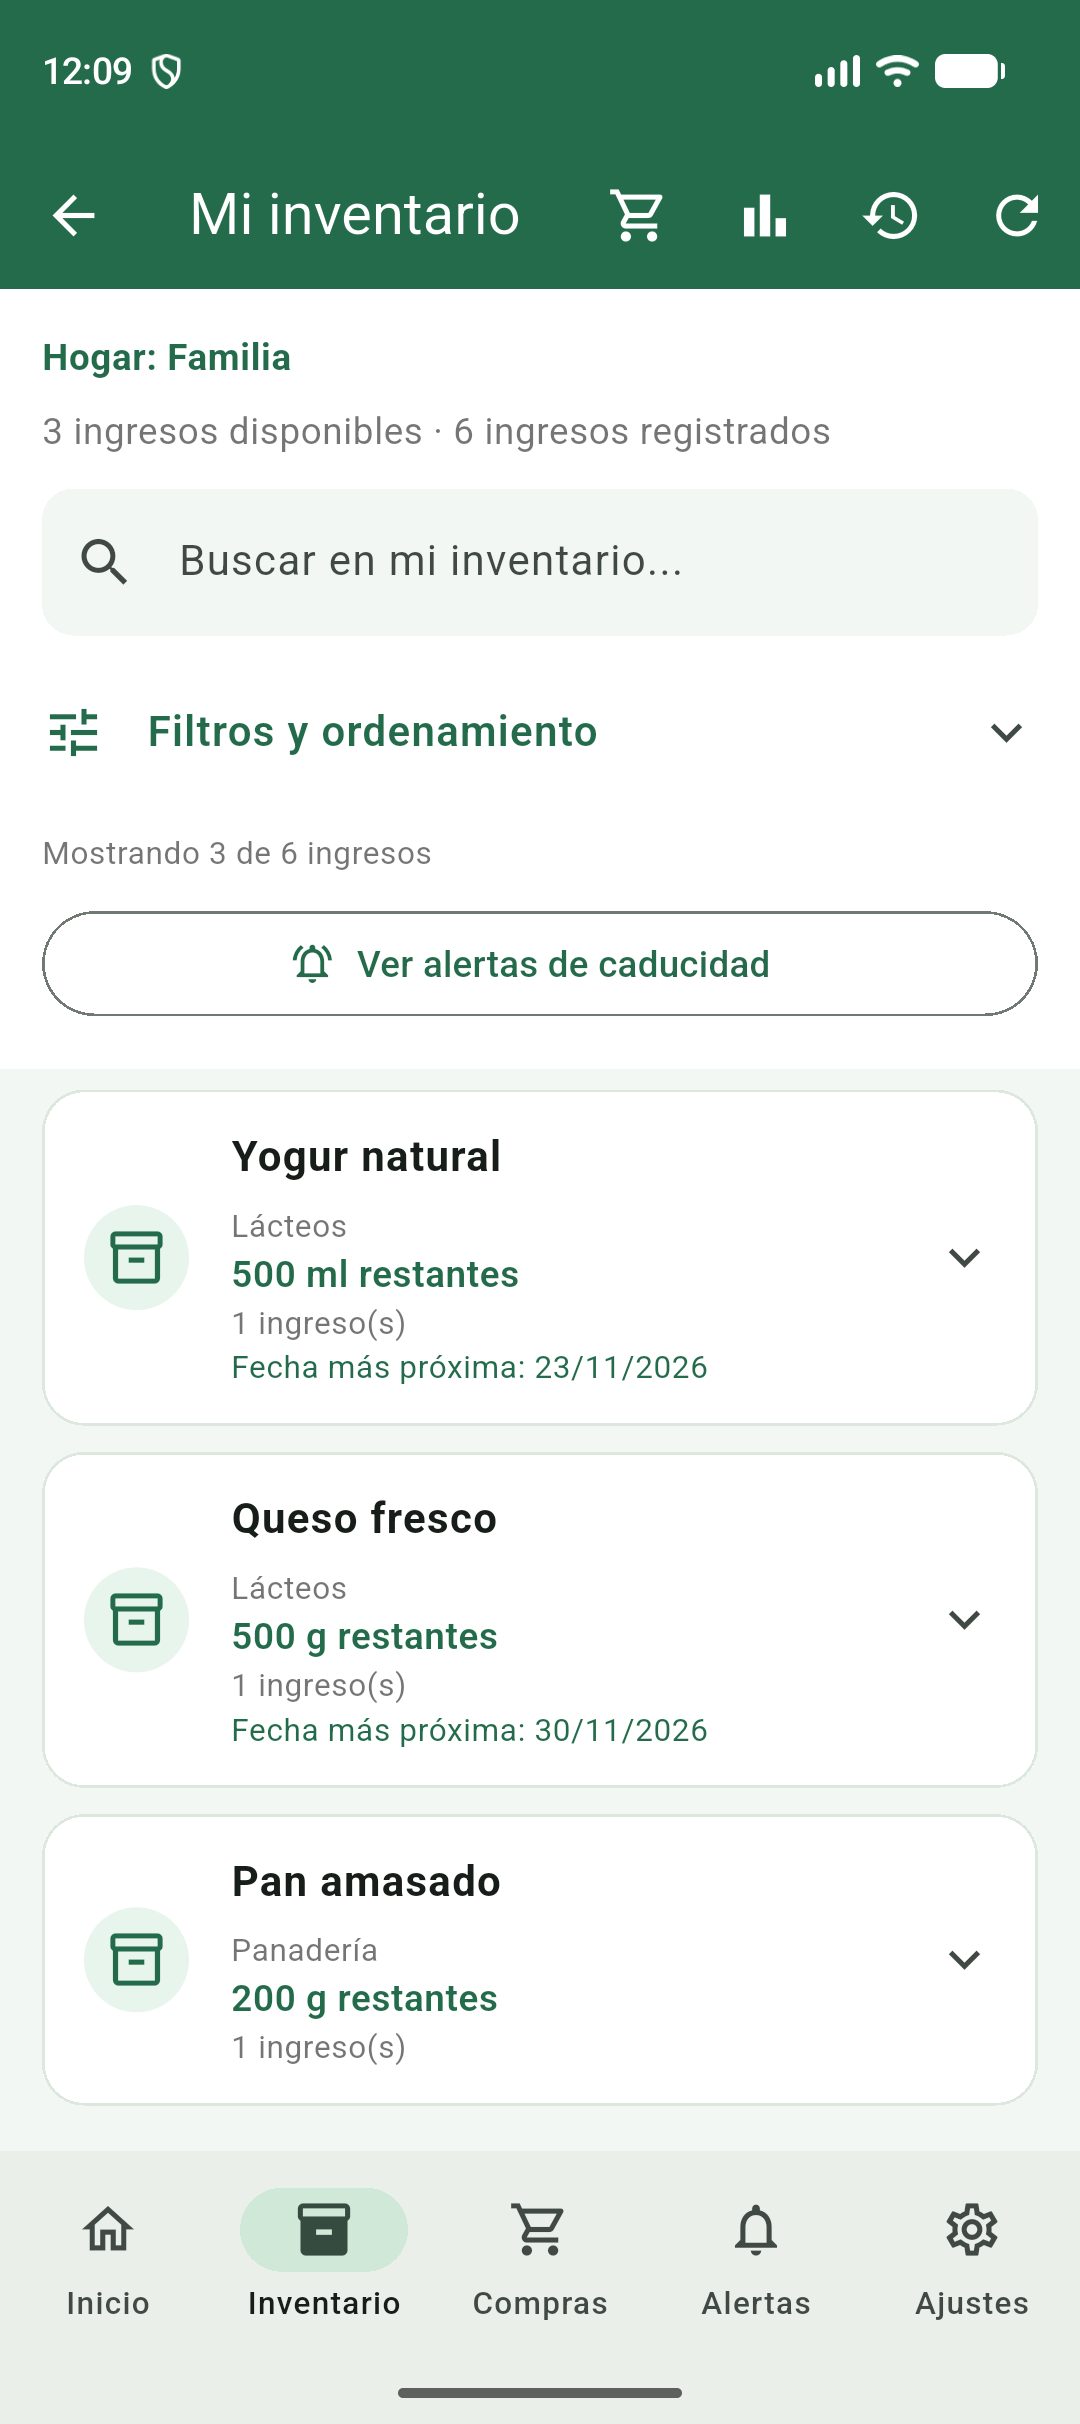 12:09
Mi inventario
Hogar: Familia
3 ingresos disponibles · 6 ingresos registrados
Buscar en mi inventario...
Filtros y ordenamiento
Mostrando 3 de 6 ingresos
Ver alertas de caducidad
Yogur natural
Lácteos
500 ml restantes
1 ingreso(s)
Fecha más próxima: 23/11/2026
Queso fresco
Lácteos
500 g restantes
1 ingreso(s)
Fecha más próxima: 30/11/2026
Pan amasado
Panadería
200 g restantes
1 ingreso(s)
Inicio
Inventario
Compras
Alertas
Ajustes